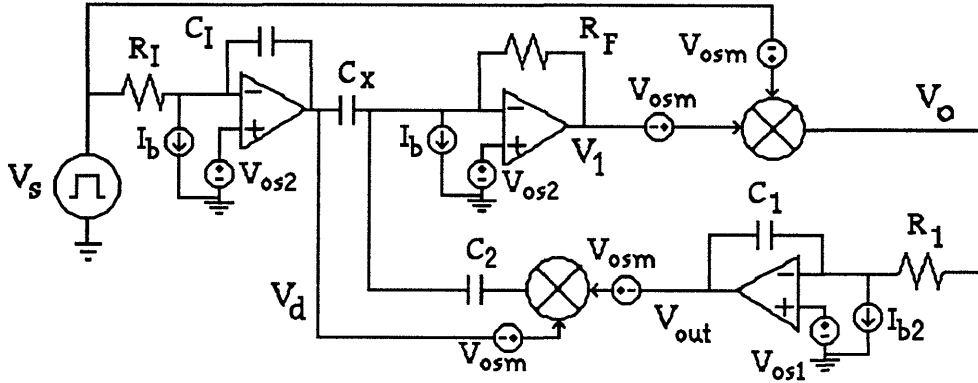 C_I
R_I
C_x
R_F
V_osm
V_osm
V_o
I_b
I_b
V_os2
V_os2
V_1
V_s
C_1
R_1
C_2
V_osm
V_d
V_out
I_b2
V_osm
V_os1